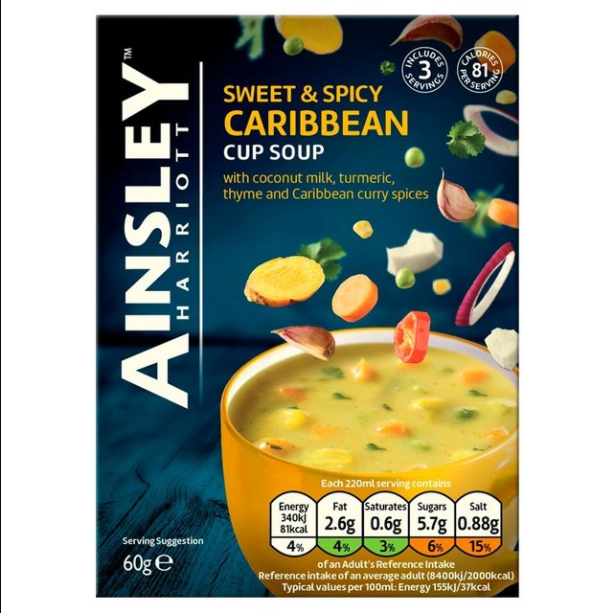 AINSLEY™
HARRIOTT
INCLUDES
3
SERVINGS
CALORIES
81
PER SERVING
SWEET & SPICY
CARIBBEAN
CUP SOUP
with coconut milk, turmeric,
thyme and Caribbean curry spices
Each 220ml serving contains
Energy
340kj
81kcal
4%
Fat
2.6g
4%
Saturates
0.6g
3%
Sugars
5.7g
6%
Salt
0.88g
15%
of an Adult's Reference Intake
Reference intake of an average adult (8400kj/2000kcal)
Typical values per 100ml: Energy 155kJ/37kcal
Serving Suggestion
60g ℮